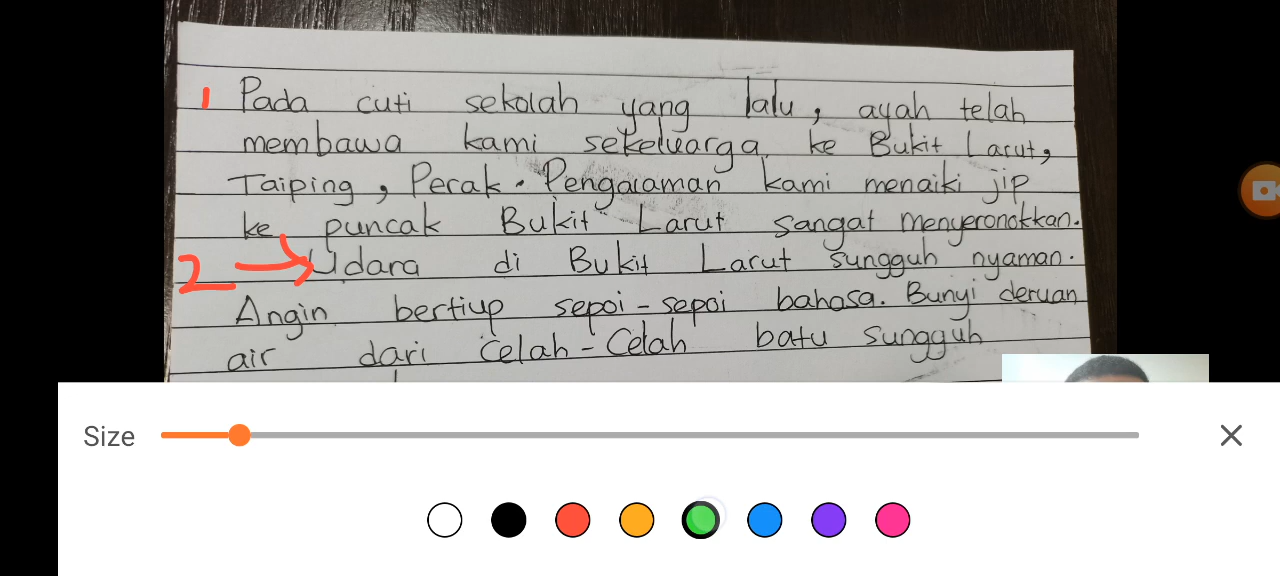 1 Pada cuti sekolah yang lalu, ayah telah
membawa kami sekeluarga ke Bukit Larut,
Taiping, Perak. Pengalaman kami menaiki jip
ke puncak Bukit Larut sangat menyeronokkan.
2 → Udara di Bukit Larut sungguh nyaman.
Angin bertiup sepoi-sepoi bahasa. Bunyi deruan
air dari celah-Celah batu sungguh
Size